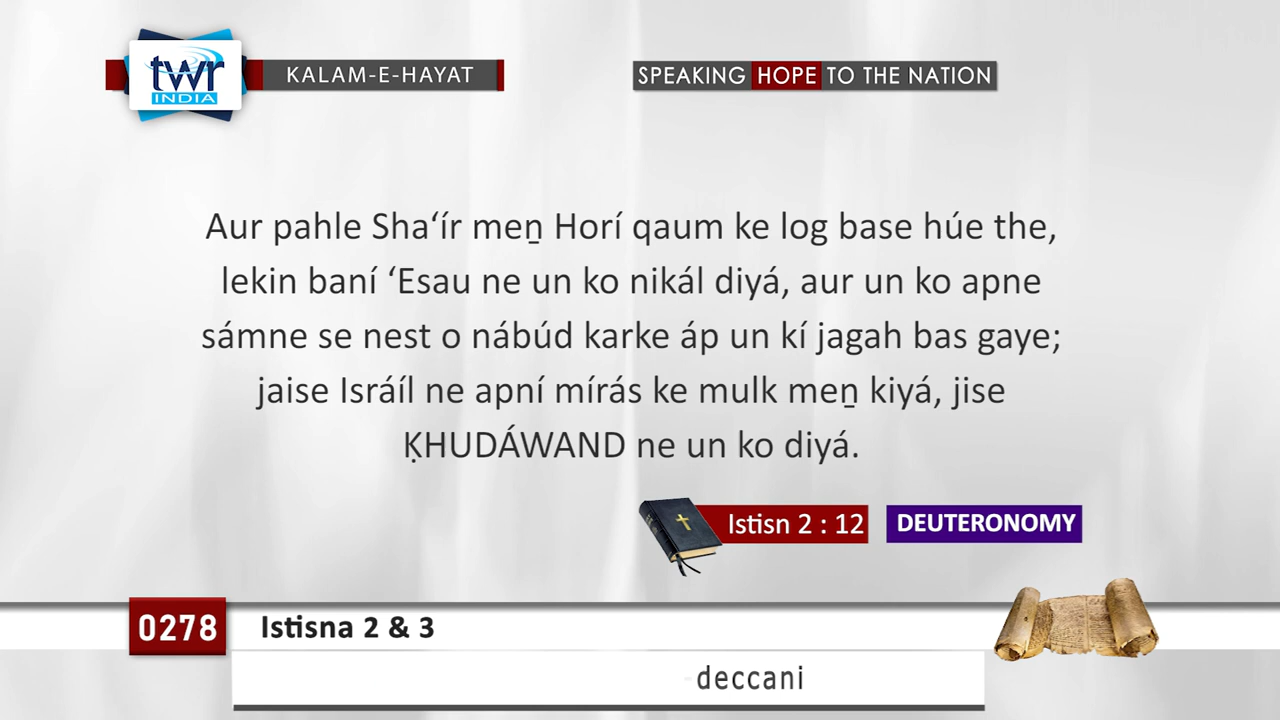 twr
INDIA
KALAM-E-HAYAT
SPEAKING HOPE TO THE NATION
Aur pahle Sha‘ír meṉ Horí qaum ke log base húe the,
lekin baní ‘Esau ne un ko nikál diyá, aur un ko apne
sámne se nest o nábúd karke áp un kí jagah bas gaye;
jaise Isráíl ne apní mírás ke mulk meṉ kiyá, jise
ḲHUDÁWAND ne un ko diyá.
Istisn 2 : 12
DEUTERONOMY
0278
Istisna 2 & 3
deccani